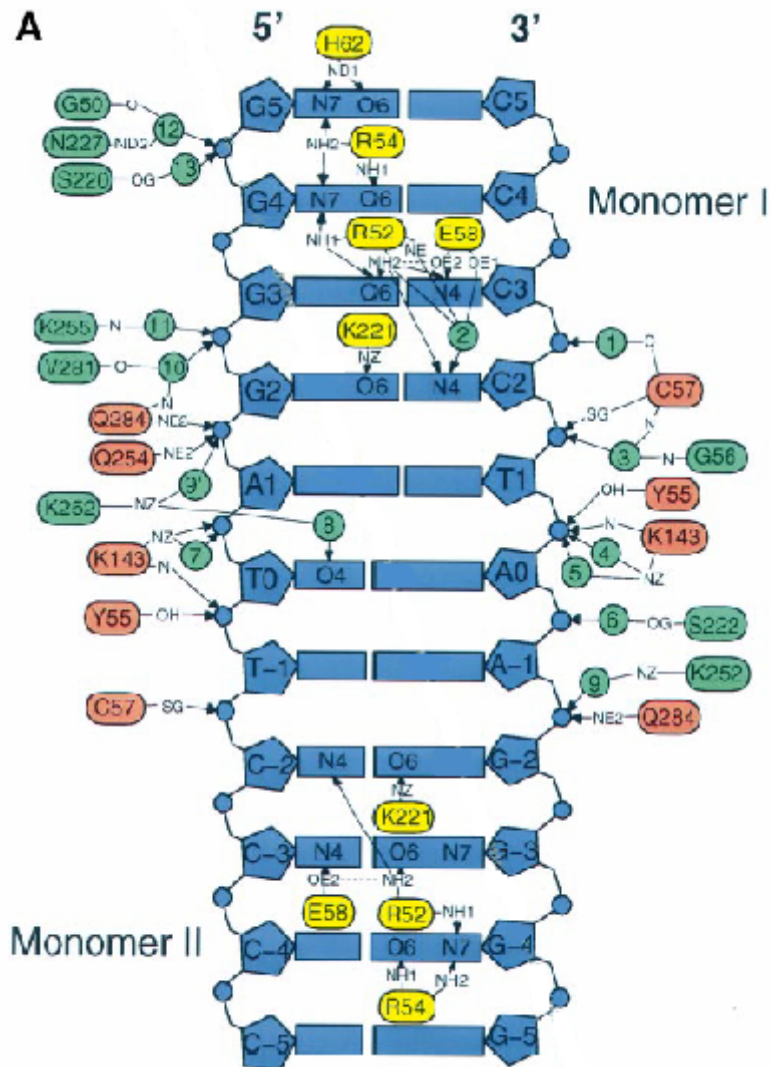 A 5' 3'
H62
ND1
G5 N7 O6 C5
G50 O 12
N227 ND2
S220 OG 13
NH2 R54
NH1
G4 N7 O6 C4
Monomer I
R52 E58
NH1 NE
NH2 OE2 OE1
G3 O6 N4 C3
K255 N 11
K221 2 1 O
V281 O 10
NZ
G2 O6 N4 C2
C57
N
Q284 ND2
SG
N
Q254 NE2
3 N G56
9'
A1 T1
K252 NZ
OH Y55
8
NZ
N K143
K143 7
4
N
5 NZ
T0 O4 A0
Y55 OH
6 OG S222
T-1 A-1
NZ K252
9
C57 SG
NE2 Q284
C-2 N4 O6 G-2
NZ
K221
C-3 N4 O6 N7 G-3
OE2 NH2
E58 R52 NH1
Monomer II
C-4 O6 N7 G-4
NH1 NH2
R54
C-5 G-5